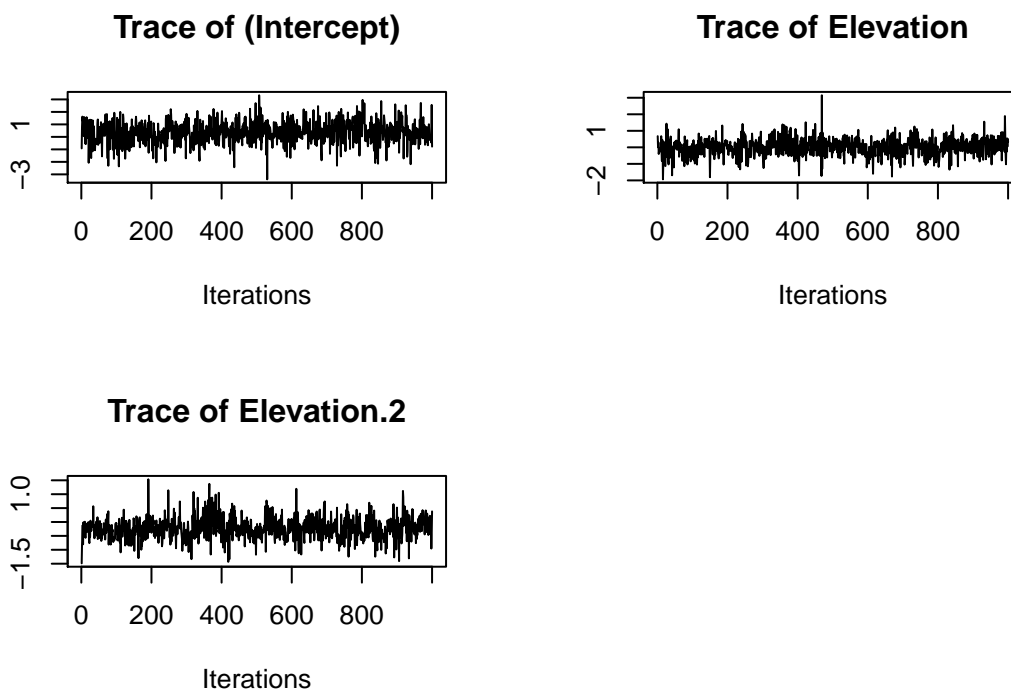 Trace of (Intercept)
1
−3
0 200 400 600 800
Iterations
Trace of Elevation
1
−2
0 200 400 600 800
Iterations
Trace of Elevation.2
1.0
−1.5
0 200 400 600 800
Iterations